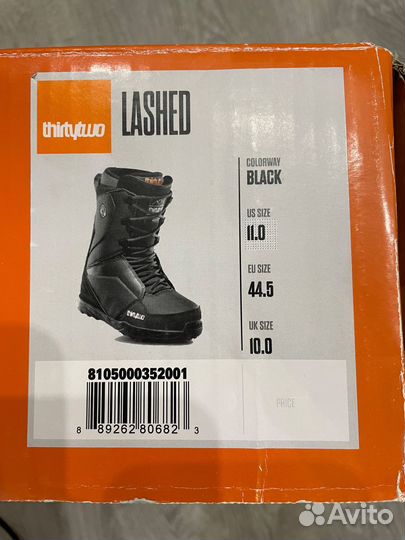 thirtytwo
LASHED
COLORWAY
BLACK
US SIZE
11.0
EU SIZE
44.5
UK SIZE
10.0
thirtytwo
8105000352001
8 89262 80682 3
PRICE
Avito